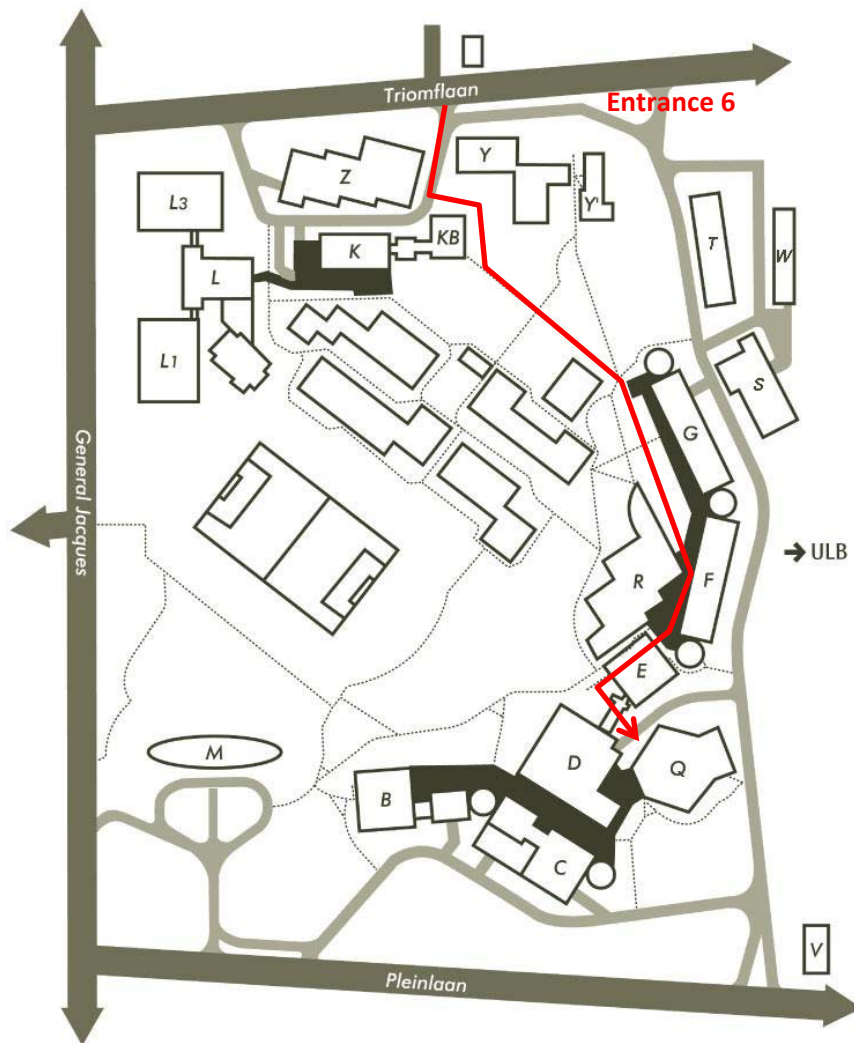 Triomflaan
Entrance 6
Z
Y
Y'
L3
KB
K
T
W
L
L1
S
G
General Jacques
→ ULB
R
F
E
M
D
Q
B
C
V
Pleinlaan